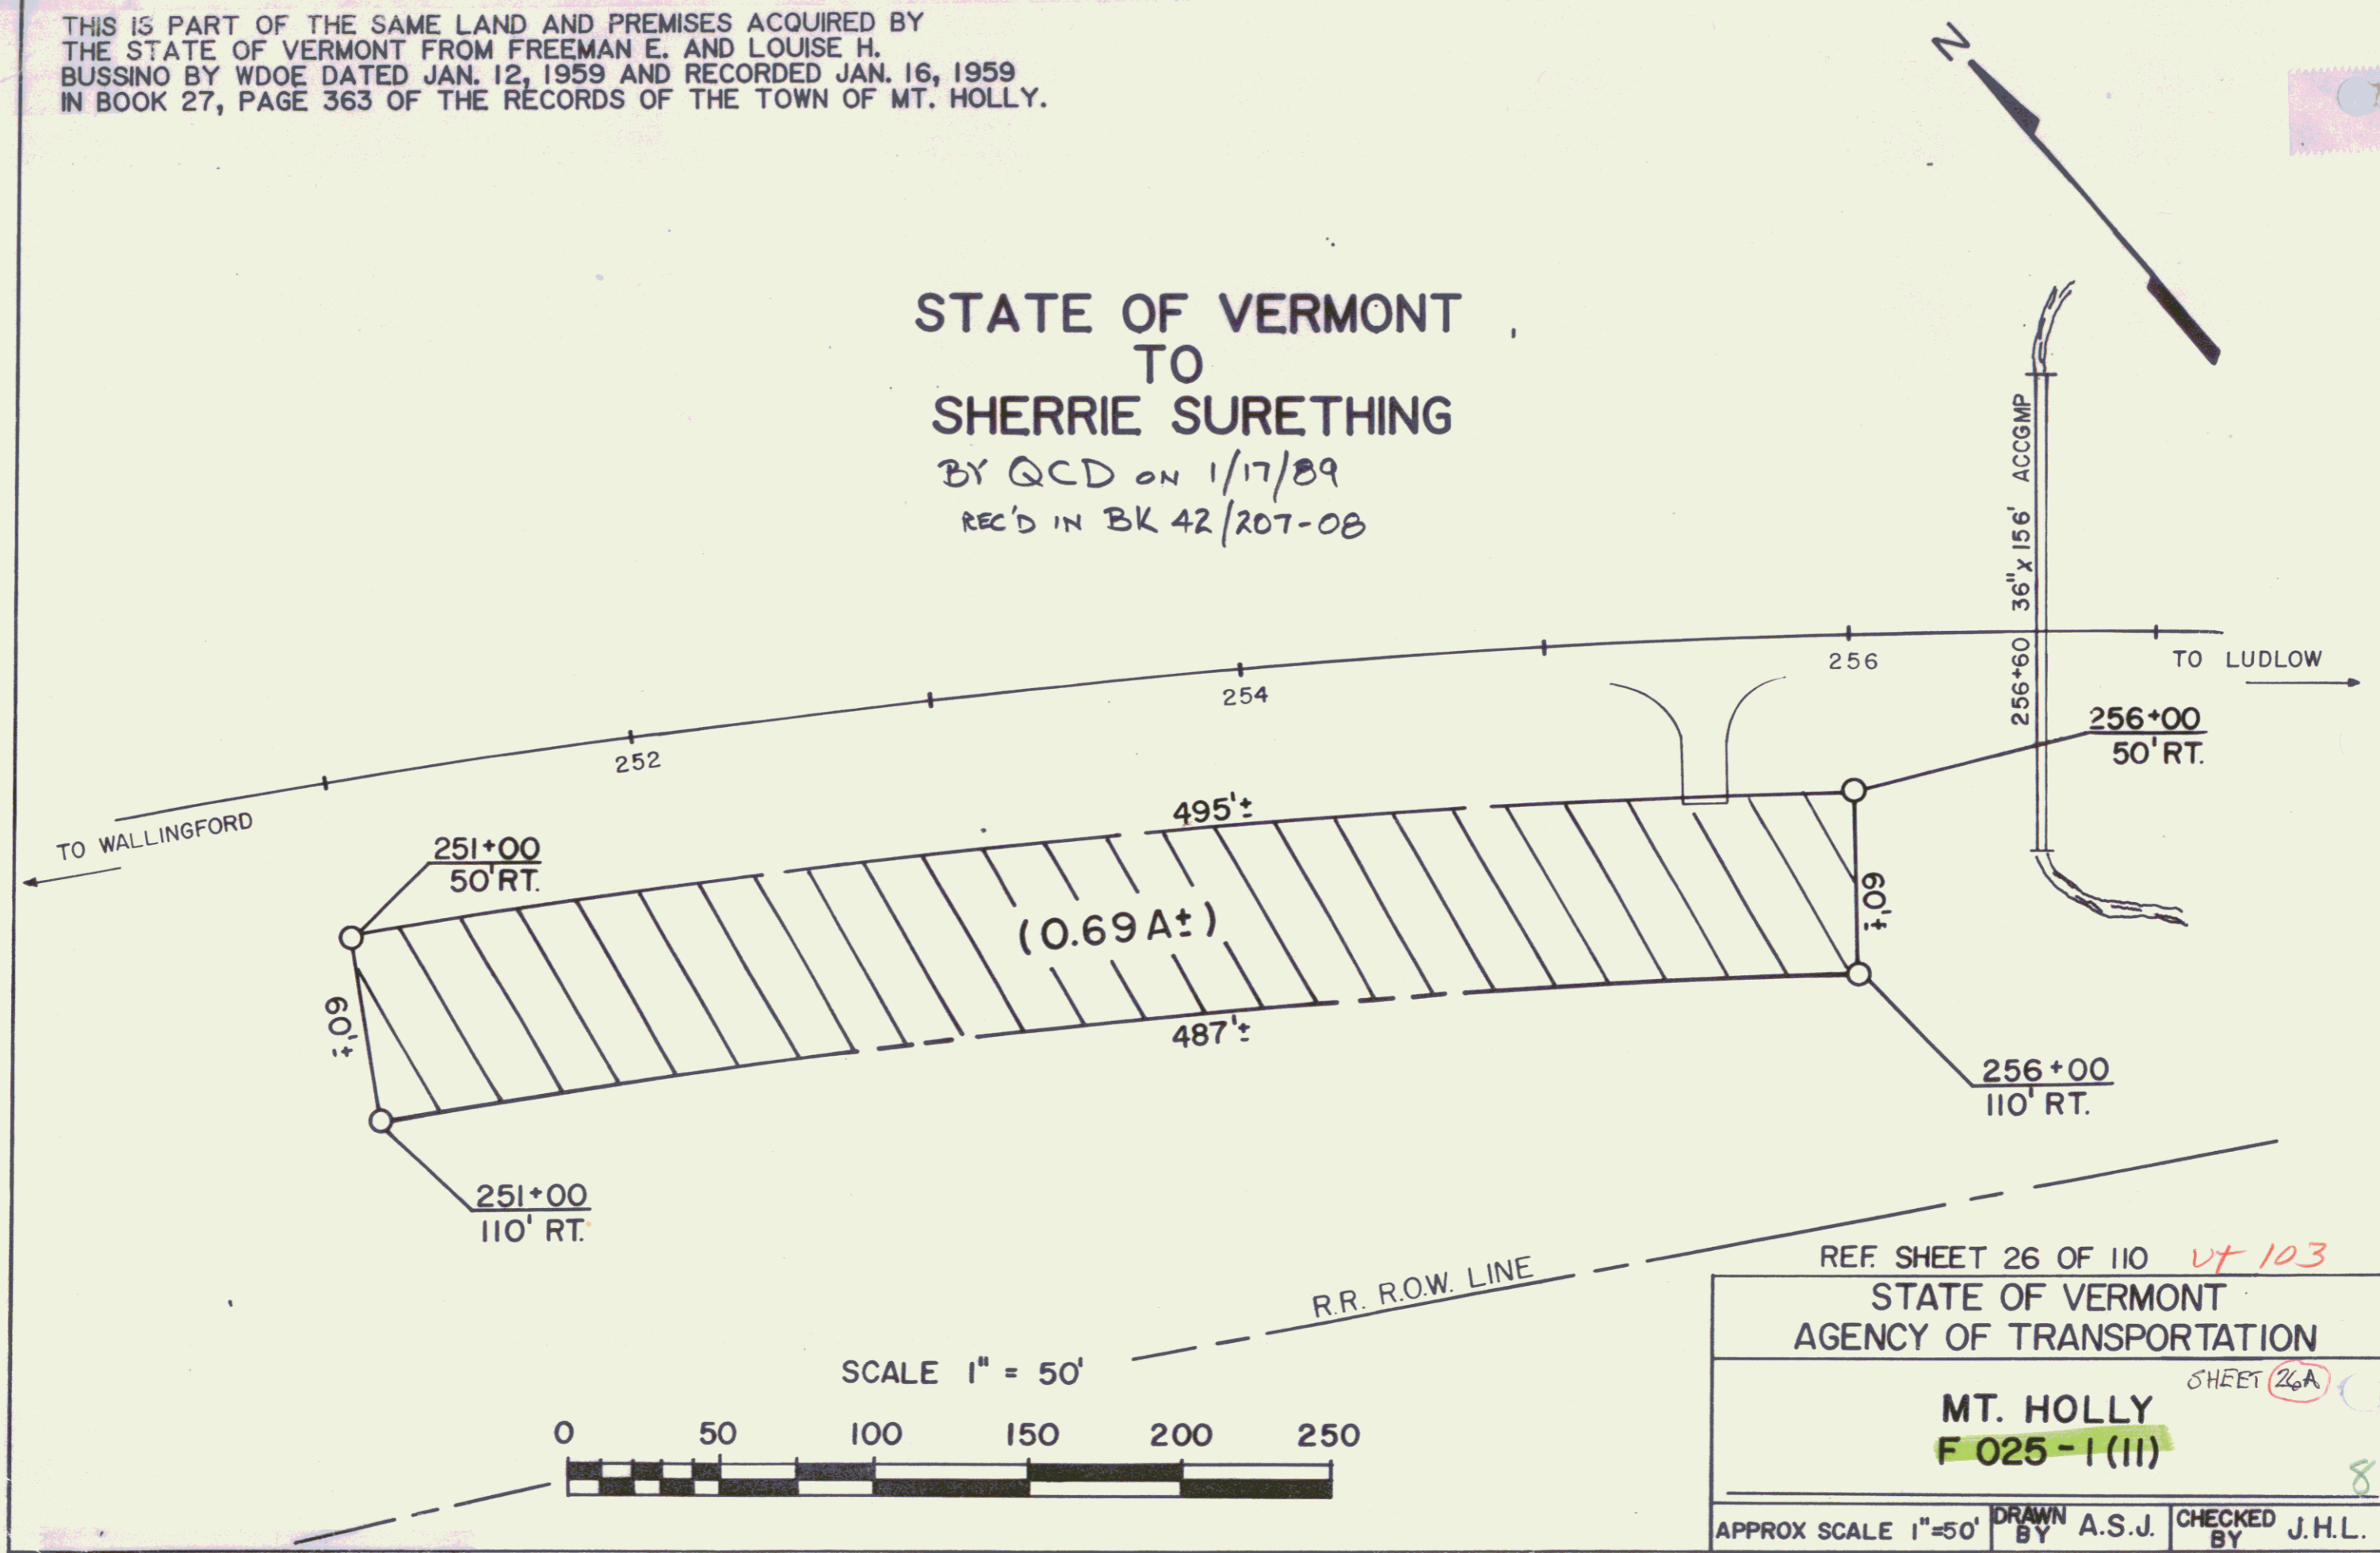 THIS IS PART OF THE SAME LAND AND PREMISES ACQUIRED BY
THE STATE OF VERMONT FROM FREEMAN E. AND LOUISE H.
BUSSINO BY WDOE DATED JAN. 12, 1959 AND RECORDED JAN. 16, 1959
IN BOOK 27, PAGE 363 OF THE RECORDS OF THE TOWN OF MT. HOLLY.
N
STATE OF VERMONT
TO
SHERRIE SURETHING
BY QCD ON 1/17/89
REC'D IN BK 42/207-08
256+60 36" x 156' ACCGMP
252
254
256
TO LUDLOW
TO WALLINGFORD
256+00
50' RT.
251+00
50' RT.
495'±
(0.69 A±)
60'±
60'±
487'±
256+00
110' RT.
251+00
110' RT.
R.R. R.O.W. LINE
SCALE 1" = 50'
0 50 100 150 200 250
REF. SHEET 26 OF 110 Vt 103
STATE OF VERMONT
AGENCY OF TRANSPORTATION
SHEET 26A
MT. HOLLY
F 025-1(11)
8
APPROX SCALE 1"=50' DRAWN BY A.S.J. CHECKED BY J.H.L.